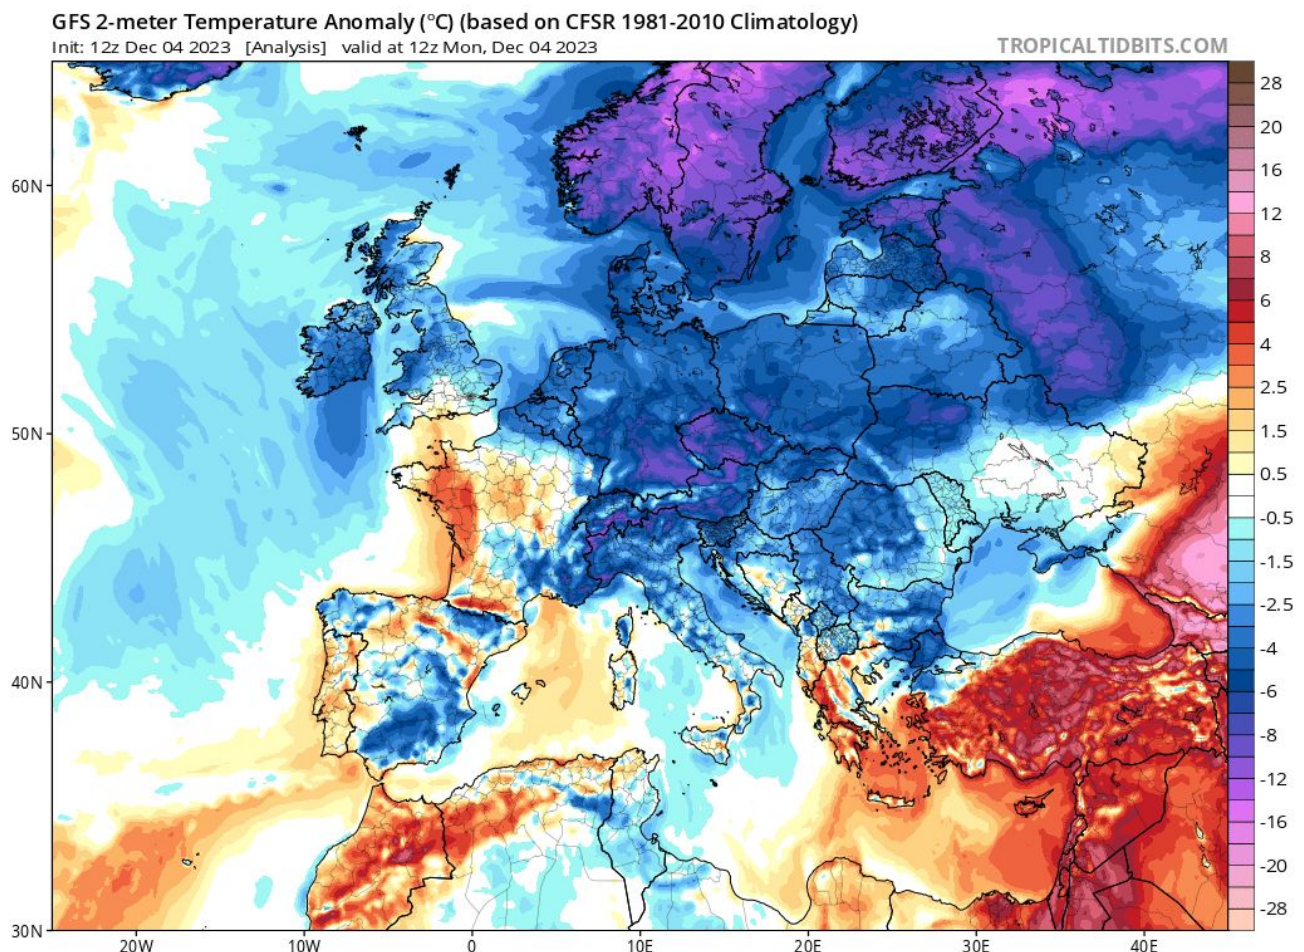 GFS 2-meter Temperature Anomaly (°C) (based on CFSR 1981-2010 Climatology)
Init: 12z Dec 04 2023 [Analysis] valid at 12z Mon, Dec 04 2023
TROPICALTIDBITS.COM
28
20
16
12
8
6
4
2.5
1.5
0.5
-0.5
-1.5
-2.5
-4
-6
-8
-12
-16
-20
-28
60N
50N
40N
30N
20W
10W
0
10E
20E
30E
40E